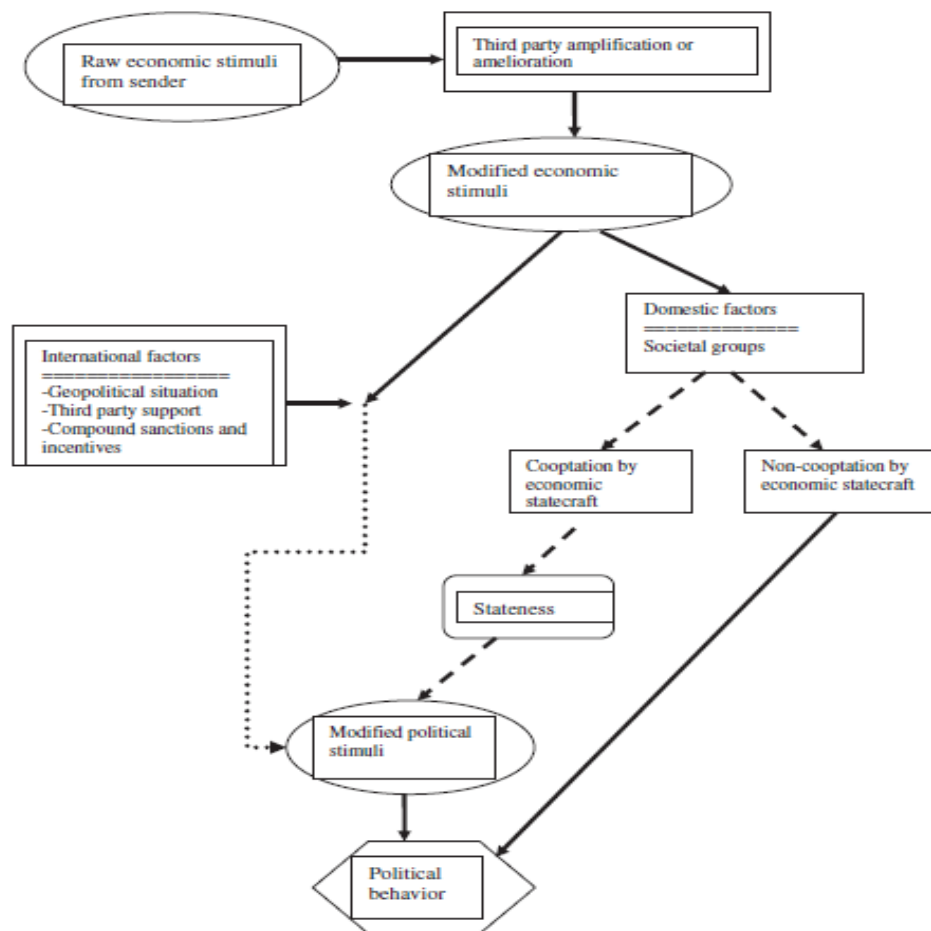 Raw economic stimuli
from sender
Third party amplification or
amelioration
Modified economic
stimuli
Domestic factors
==============
Societal groups
International factors
=================
-Geopolitical situation
-Third party support
-Compound sanctions and
incentives
Cooptation by
economic
statecraft
Non-cooptation by
economic statecraft
Stateness
Modified political
stimuli
Political
behavior